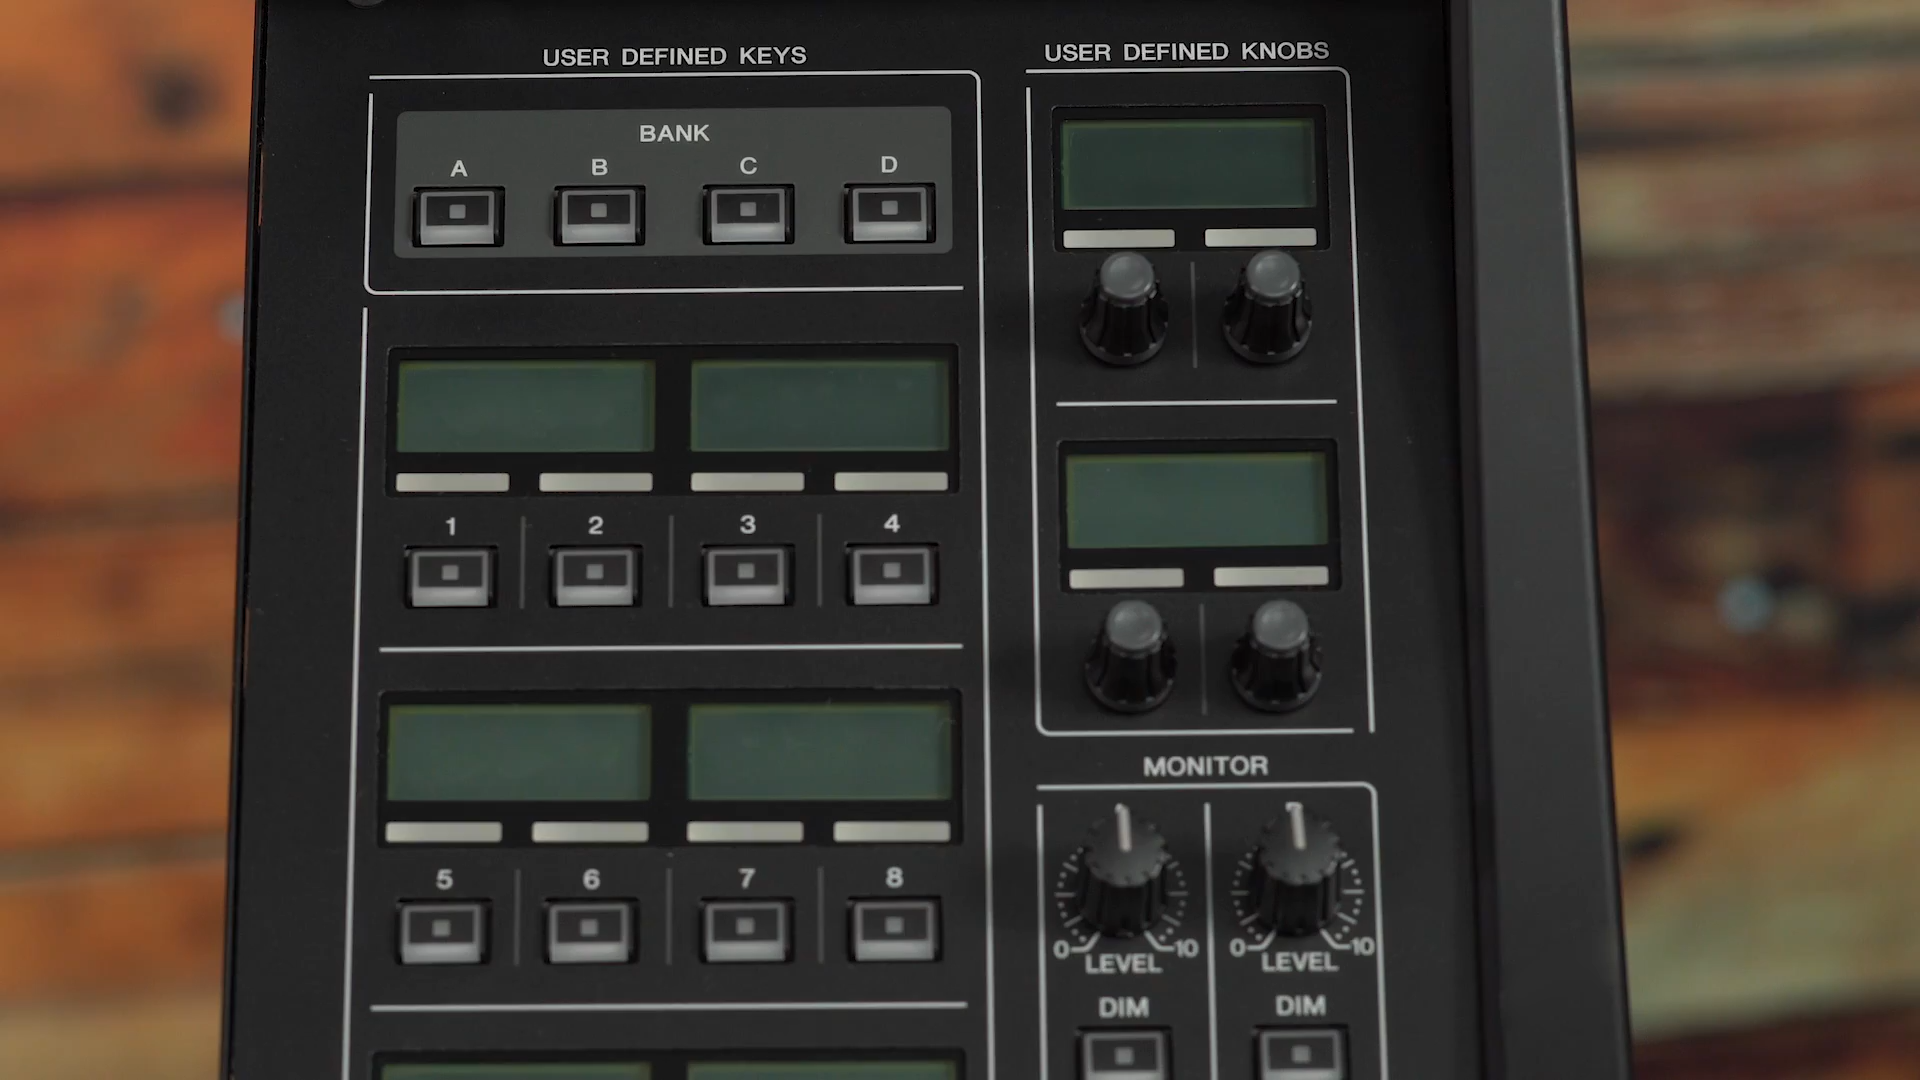 USER DEFINED KEYS
BANK
A B C D
1 2 3 4
5 6 7 8
USER DEFINED KNOBS
MONITOR
0 10 0 10
LEVEL LEVEL
DIM DIM